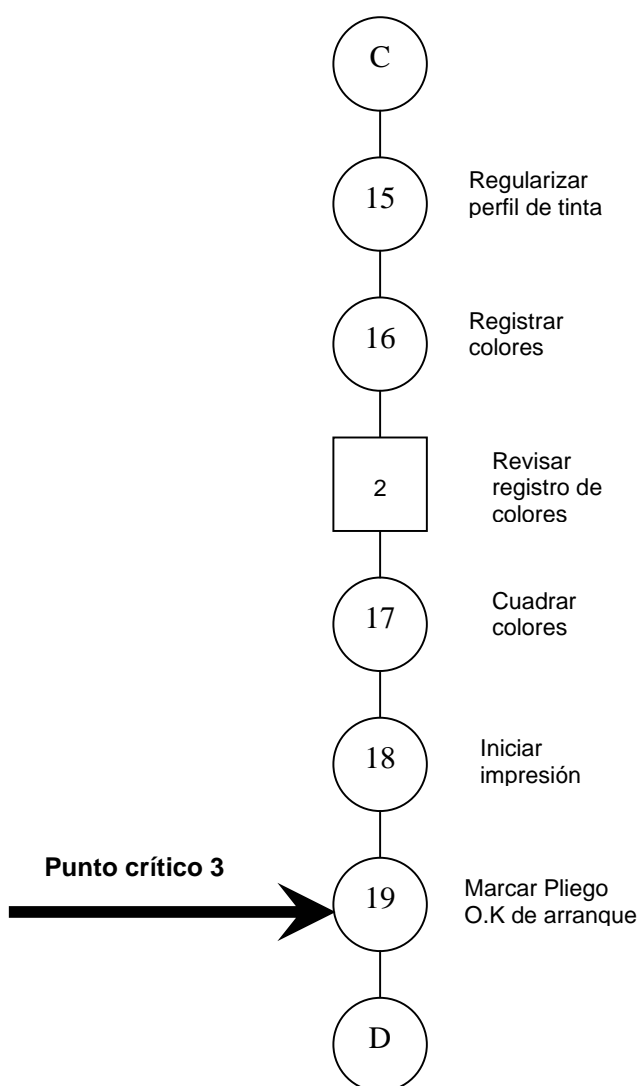 C
15
Regularizar
perfil de tinta
16
Registrar
colores
2
Revisar
registro de
colores
17
Cuadrar
colores
18
Iniciar
impresión
Punto crítico 3
19
Marcar Pliego
O.K de arranque
D